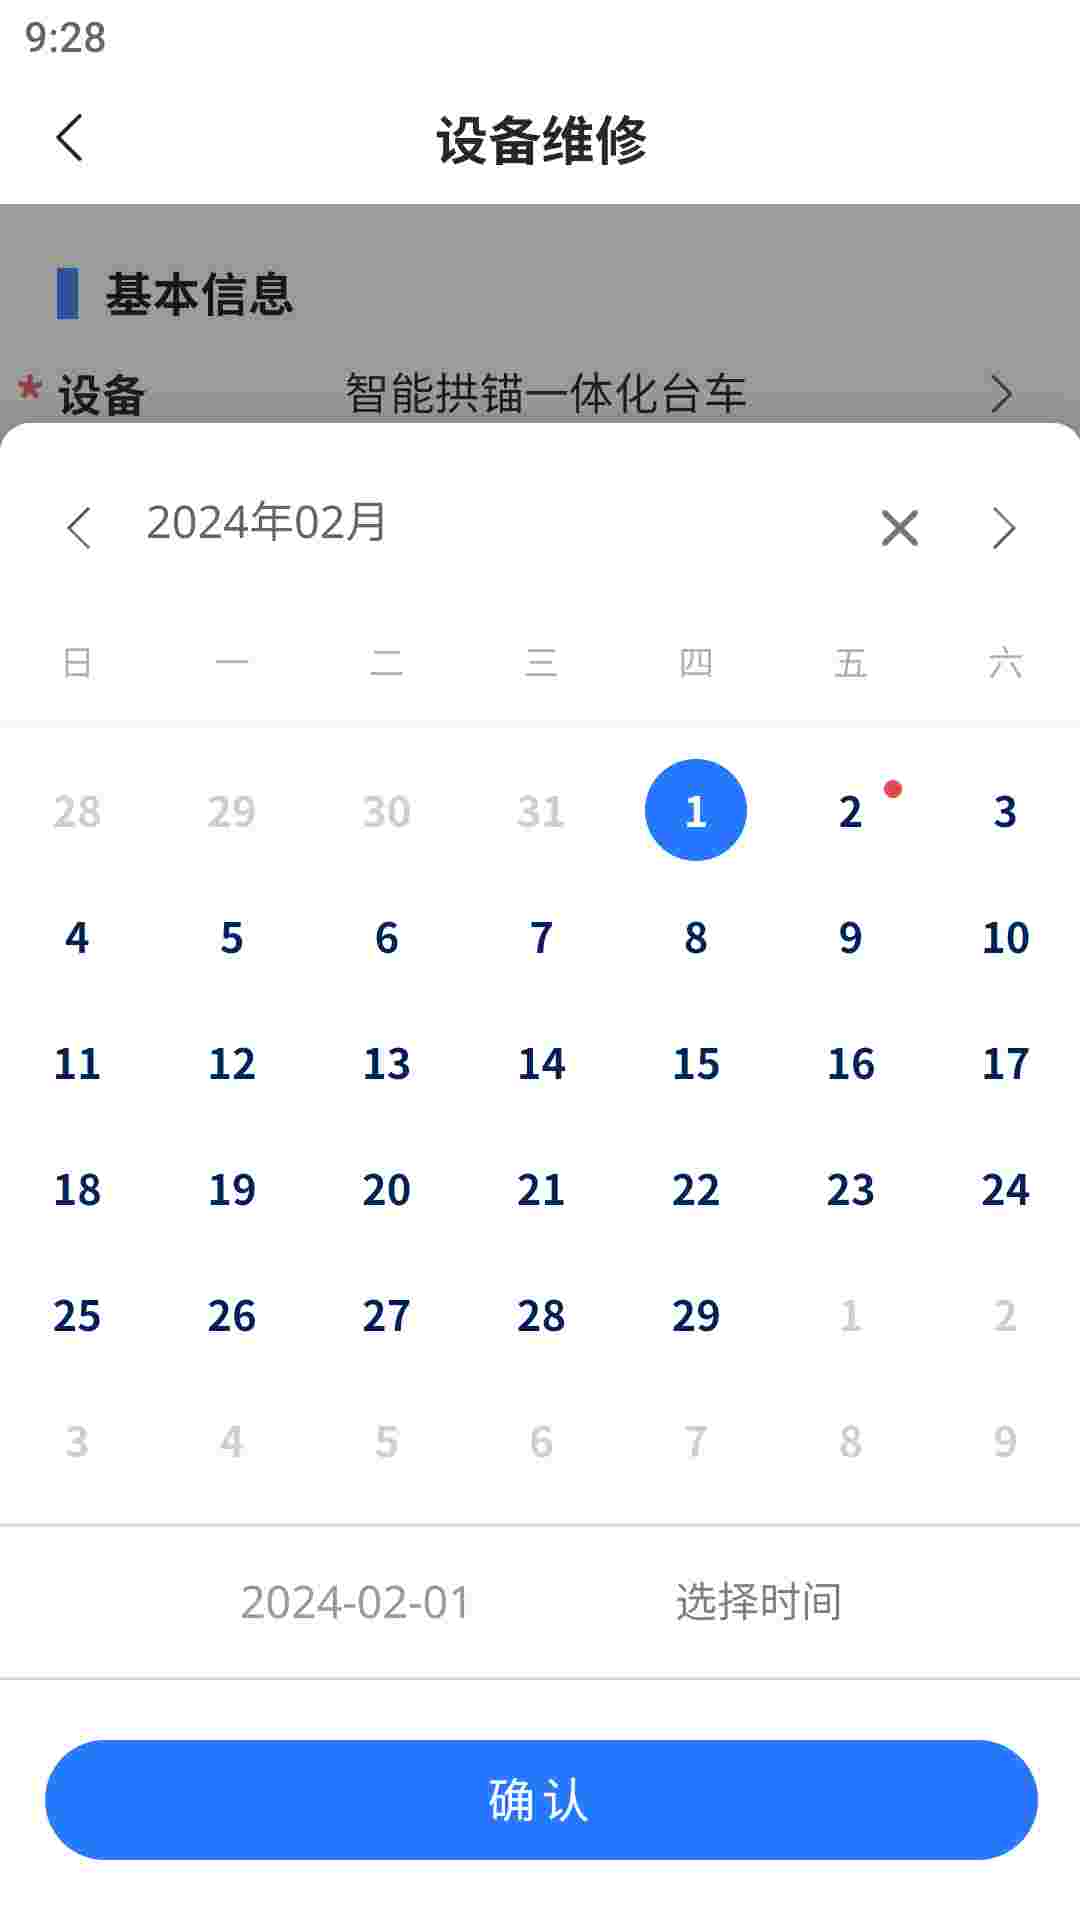 9:28
设备维修
基本信息
* 设备 智能拱锚一体化台车
2024年02月
日 一 二 三 四 五 六
28 29 30 31 1 2 3
4 5 6 7 8 9 10
11 12 13 14 15 16 17
18 19 20 21 22 23 24
25 26 27 28 29 1 2
3 4 5 6 7 8 9
2024-02-01 选择时间
确认